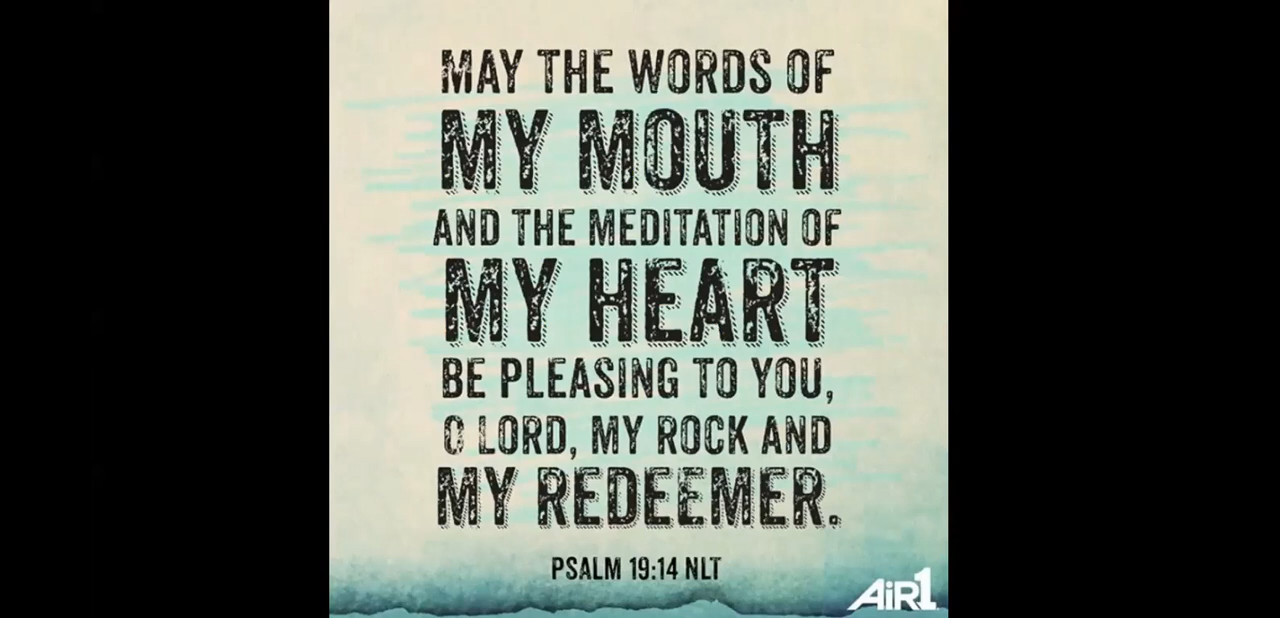 MAY THE WORDS OF
MY MOUTH
AND THE MEDITATION OF
MY HEART
BE PLEASING TO YOU,
O LORD, MY ROCK AND
MY REDEEMER.
PSALM 19:14 NLT
AiR1